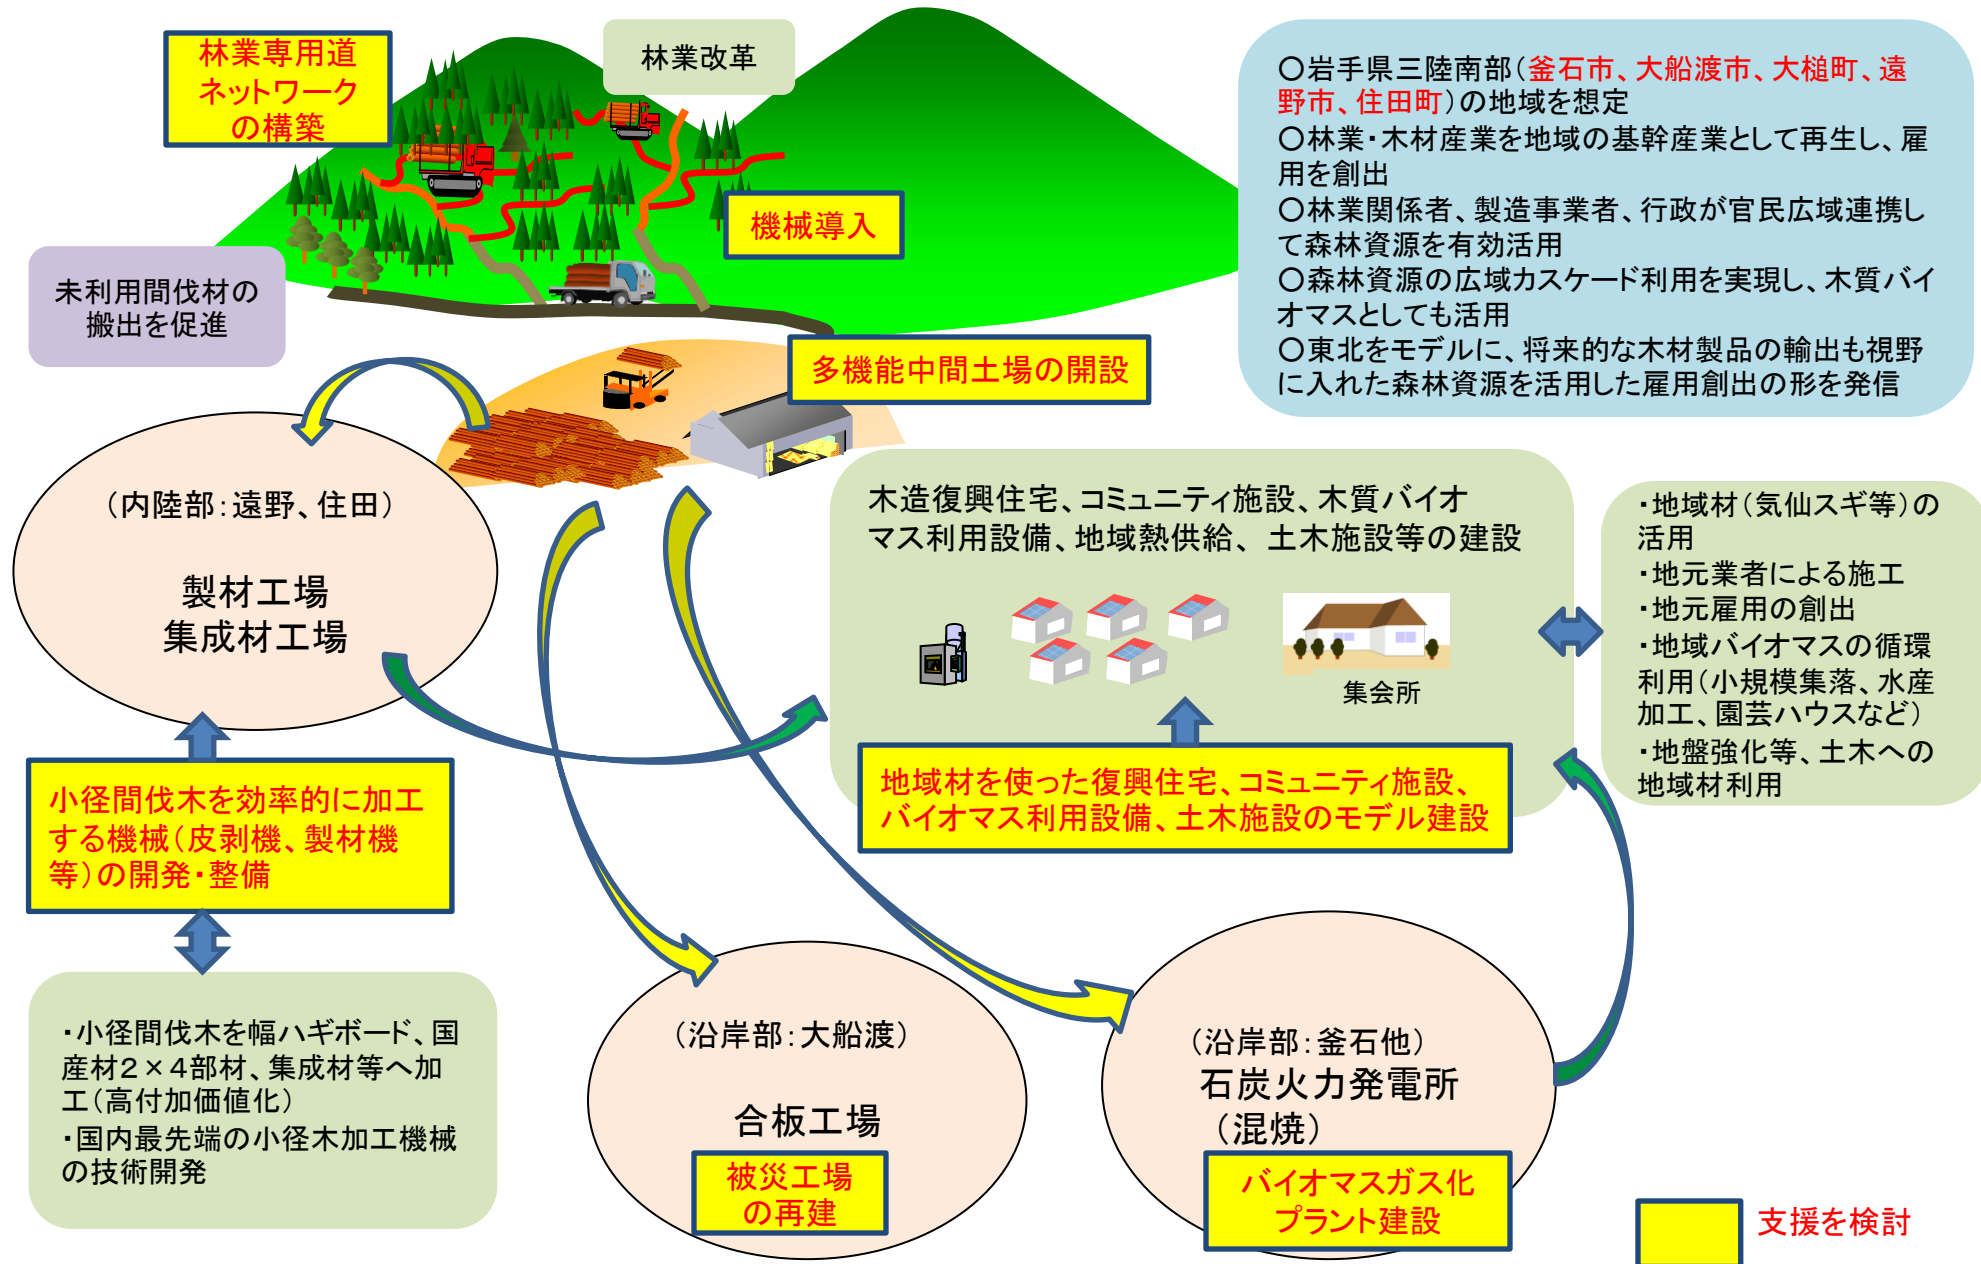 林業専用道
ネットワーク
の構築
林業改革
機械導入
未利用間伐材の
搬出を促進
多機能中間土場の開設
○岩手県三陸南部(釜石市、大船渡市、大槌町、遠
野市、住田町)の地域を想定
○林業・木材産業を地域の基幹産業として再生し、雇
用を創出
○林業関係者、製造事業者、行政が官民広域連携し
て森林資源を有効活用
○森林資源の広域カスケード利用を実現し、木質バイ
オマスとしても活用
○東北をモデルに、将来的な木材製品の輸出も視野
に入れた森林資源を活用した雇用創出の形を発信
(内陸部:遠野、住田)
製材工場
集成材工場
木造復興住宅、コミュニティ施設、木質バイオ
マス利用設備、地域熱供給、土木施設等の建設
集会所
・地域材(気仙スギ等)の
活用
・地元業者による施工
・地元雇用の創出
・地域バイオマスの循環
利用(小規模集落、水産
加工、園芸ハウスなど)
・地盤強化等、土木への
地域材利用
小径間伐木を効率的に加工
する機械(皮剥機、製材機
等)の開発・整備
地域材を使った復興住宅、コミュニティ施設、
バイオマス利用設備、土木施設のモデル建設
・小径間伐木を幅ハギボード、国
産材2×4部材、集成材等へ加
工(高付加価値化)
・国内最先端の小径木加工機械
の技術開発
(沿岸部:大船渡)
合板工場
被災工場
の再建
(沿岸部:釜石他)
石炭火力発電所
(混焼)
バイオマスガス化
プラント建設
支援を検討